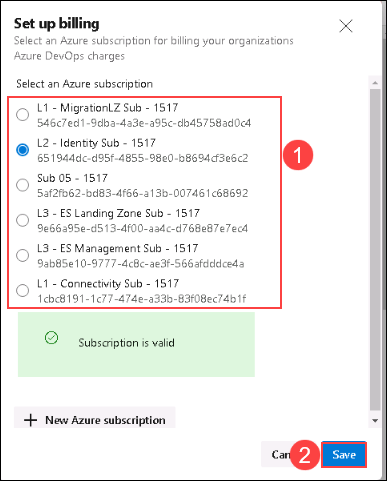 Set up billing
Select an Azure subscription for billing your organizations
Azure DevOps charges
Select an Azure subscription
L1 - MigrationLZ Sub - 1517
546c7ed1-9dba-4a3e-a95c-db45758ad0c4
L2 - Identity Sub - 1517
651944dc-d95f-4855-98e0-b8694cf3e6c2
1
Sub 05 - 1517
5af2fb62-bd83-4f66-a13b-007461c68692
L3 - ES Landing Zone Sub - 1517
9e66a95e-d513-4f00-aa4c-d768e87e7ec4
L3 - ES Management Sub - 1517
9ab85e10-9777-4c8c-ae3f-566afdddce4a
L1 - Connectivity Sub - 1517
1cbc8191-1c77-474e-a33b-83f08ec74b1f
Subscription is valid
+ New Azure subscription
2 Save